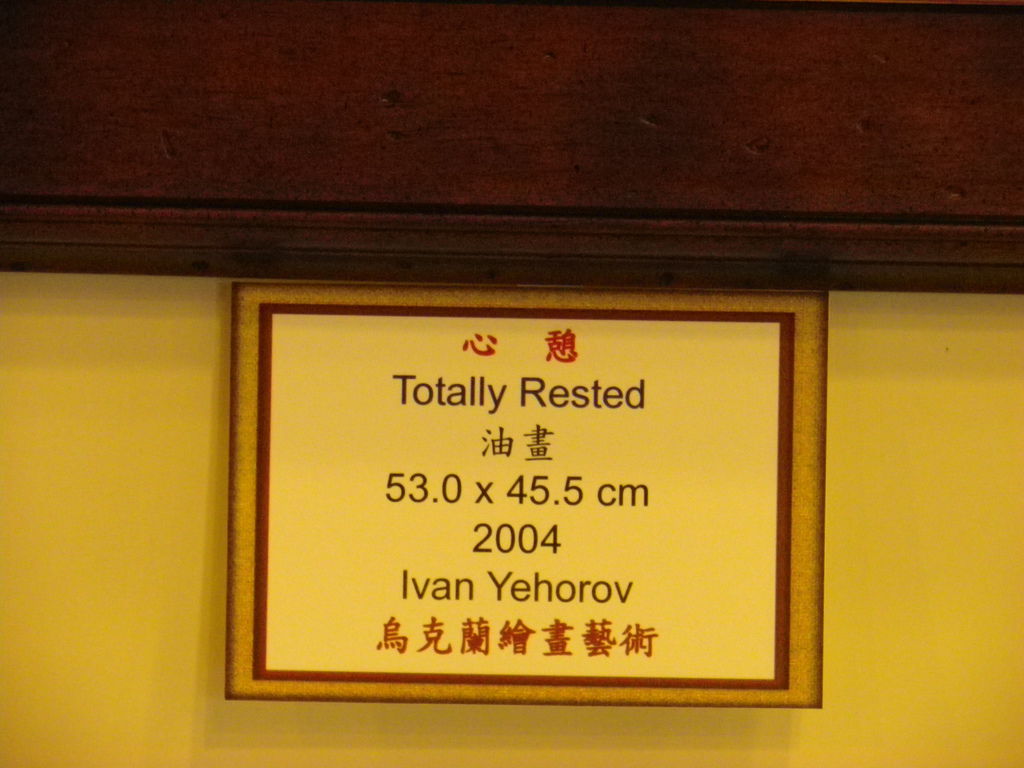 心 憩
Totally Rested
油畫
53.0 x 45.5 cm
2004
Ivan Yehorov
烏克蘭繪畫藝術